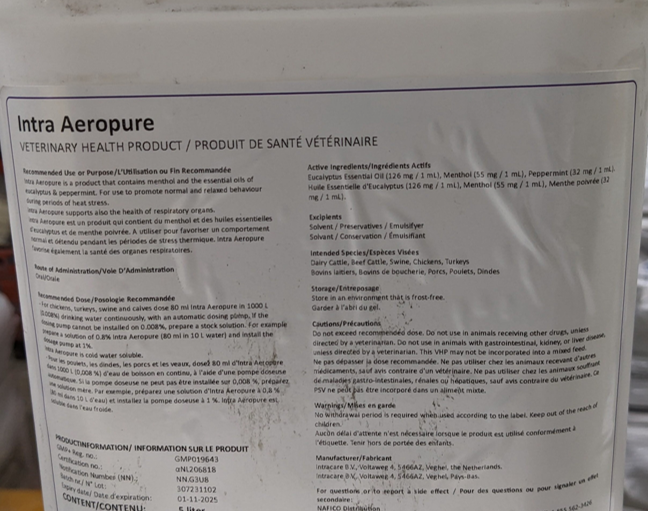 Intra Aeropure
VETERINARY HEALTH PRODUCT / PRODUIT DE SANTÉ VÉTÉRINAIRE
Recommended Use or Purpose/L'Utilisation ou Fin Recommandée
Intra Aeropure is a product that contains menthol and the essential oils of
eucalyptus & peppermint. For use to promote normal and relaxed behaviour
during periods of heat stress.
Intra Aeropure supports also the health of respiratory organs.
Intra Aeropure est un produit qui contient du menthol et des huiles essentielles
d'eucalyptus et de menthe poivrée. A utiliser pour favoriser un comportement
normal et détendu pendant les périodes de stress thermique. Intra Aeropure
favorise également la santé des organes respiratoires.
Route of Administration/Voie D'Administration
Oral/Orale
Recommended Dose/Posologie Recommandée
For chickens, turkeys, swine and calves dose 80 ml Intra Aeropure in 1000 L
(0.008%) drinking water continuously, with an automatic dosing pump. If the
dosing pump cannot be installed on 0.008%, prepare a stock solution. For example
prepare a solution of 0.8% Intra Aeropure (80 ml in 10 L water) and install the
dosage pump at 1%.
Intra Aeropure is cold water soluble.
Pour les poulets, les dindes, les porcs et les veaux, dosed 80 ml d'Intra Aeropure
dans 1000 L (0,008 %) d'eau de boisson en continu, à l'aide d'une pompe doseuse
automatique. Si la pompe doseuse ne peut pas être installée sur 0,008 %, préparez
une solution mère. Par exemple, préparez une solution d'Intra Aeropure à 0,8 %
(80 ml dans 10 L d'eau) et installez la pompe doseuse à 1 %. Intra Aeropure est
soluble dans l'eau froide.
PRODUCTINFORMATION/ INFORMATION SUR LE PRODUIT
GMP+ Reg. no.: GMP019643
Certification no.: αNL206818
Notification Number (NN): NN.G3U8
Batch nr/ N° Lot: 307231102
Expiry date/ Date d'expiration: 01-11-2025
CONTENT/CONTENU: 5 liter
Active Ingredients/Ingrédients Actifs
Eucalyptus Essential Oil (126 mg / 1 mL), Menthol (55 mg / 1 mL), Peppermint (32 mg / 1 mL).
Huile Essentielle d'Eucalyptus (126 mg / 1 mL), Menthol (55 mg / 1 mL), Menthe poivrée (32
mg / 1 mL).
Excipients
Solvent / Preservatives / Emulsifyer
Solvant / Conservation / Émulsifiant
Intended Species/Espèces Visées
Dairy Cattle, Beef Cattle, Swine, Chickens, Turkeys
Bovins laitiers, Bovins de boucherie, Porcs, Poulets, Dindes
Storage/Entreposage
Store in an environment that is frost-free.
Garder à l'abri du gel.
Cautions/Précautions
Do not exceed recommended dose. Do not use in animals receiving other drugs, unless
directed by a veterinarian. Do not use in animals with gastrointestinal, kidney, or liver disease,
unless directed by a veterinarian. This VHP may not be incorporated into a mixed feed.
Ne pas dépasser la dose recommandée. Ne pas utiliser chez les animaux recevant d'autres
médicaments, sauf avis contraire d'un vétérinaire. Ne pas utiliser chez les animaux souffrant
de maladies gastro-intestinales, rénales ou hépatiques, sauf avis contraire du vétérinaire. Ce
PSV ne peut pas être incorporé dans un aliment mixte.
Warnings/Mises en garde
No withdrawal period is required when used according to the label. Keep out of the reach of
children.
Aucun délai d'attente n'est nécessaire lorsque le produit est utilisé conformément à
l'étiquette. Tenir hors de portée des enfants.
Manufacturer/Fabricant
Intracare B.V., Voltaweg 4, 5466AZ, Veghel, the Netherlands.
Intracare B.V., Voltaweg 4, 5466AZ, Veghel, Pays-Bas.
For questions or to report a side effect / Pour des questions ou pour signaler un effet
secondaire:
NAFICO Distribution